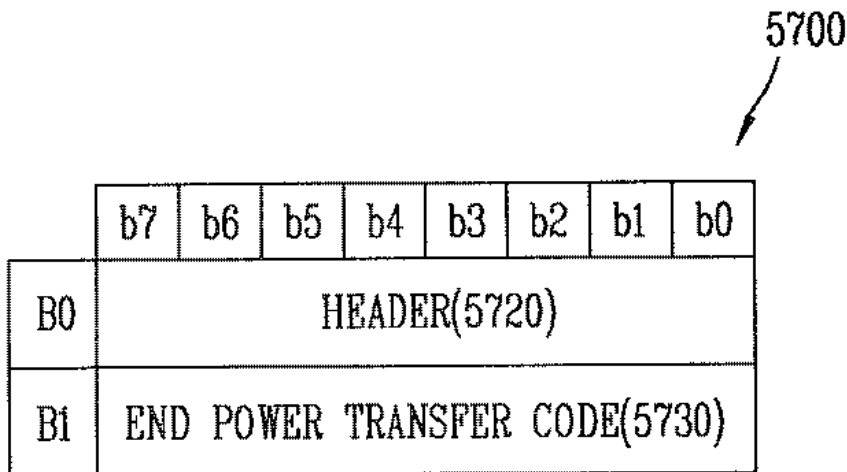 5700
b7 b6 b5 b4 b3 b2 b1 b0
B0 HEADER(5720)
B1 END POWER TRANSFER CODE(5730)